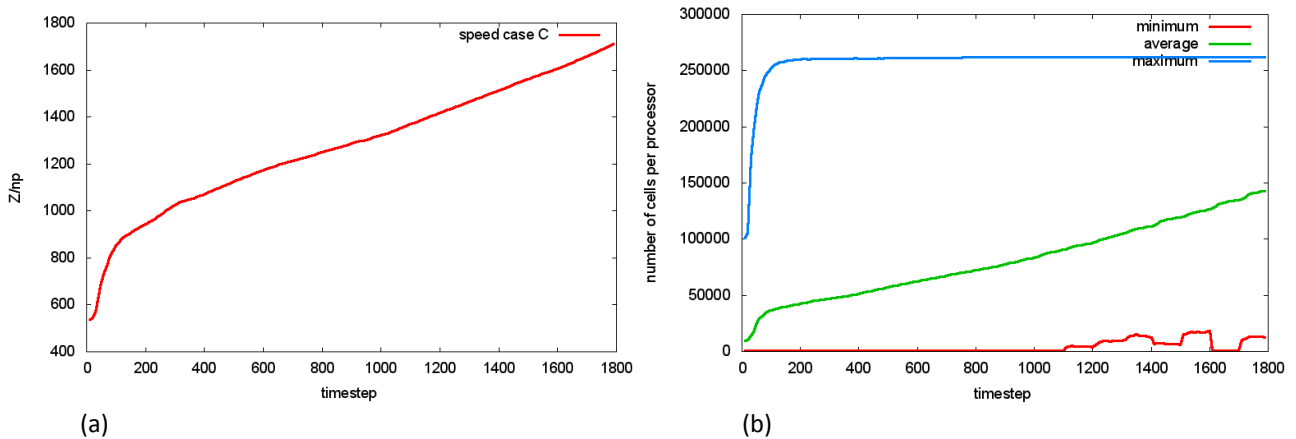 1800
1600
1400
1200
1000
800
600
400
Z/np
speed case C
0 200 400 600 800 1000 1200 1400 1600 1800
timestep
(a)
300000
250000
200000
150000
100000
50000
0
number of cells per processor
minimum
average
maximum
0 200 400 600 800 1000 1200 1400 1600 1800
timestep
(b)